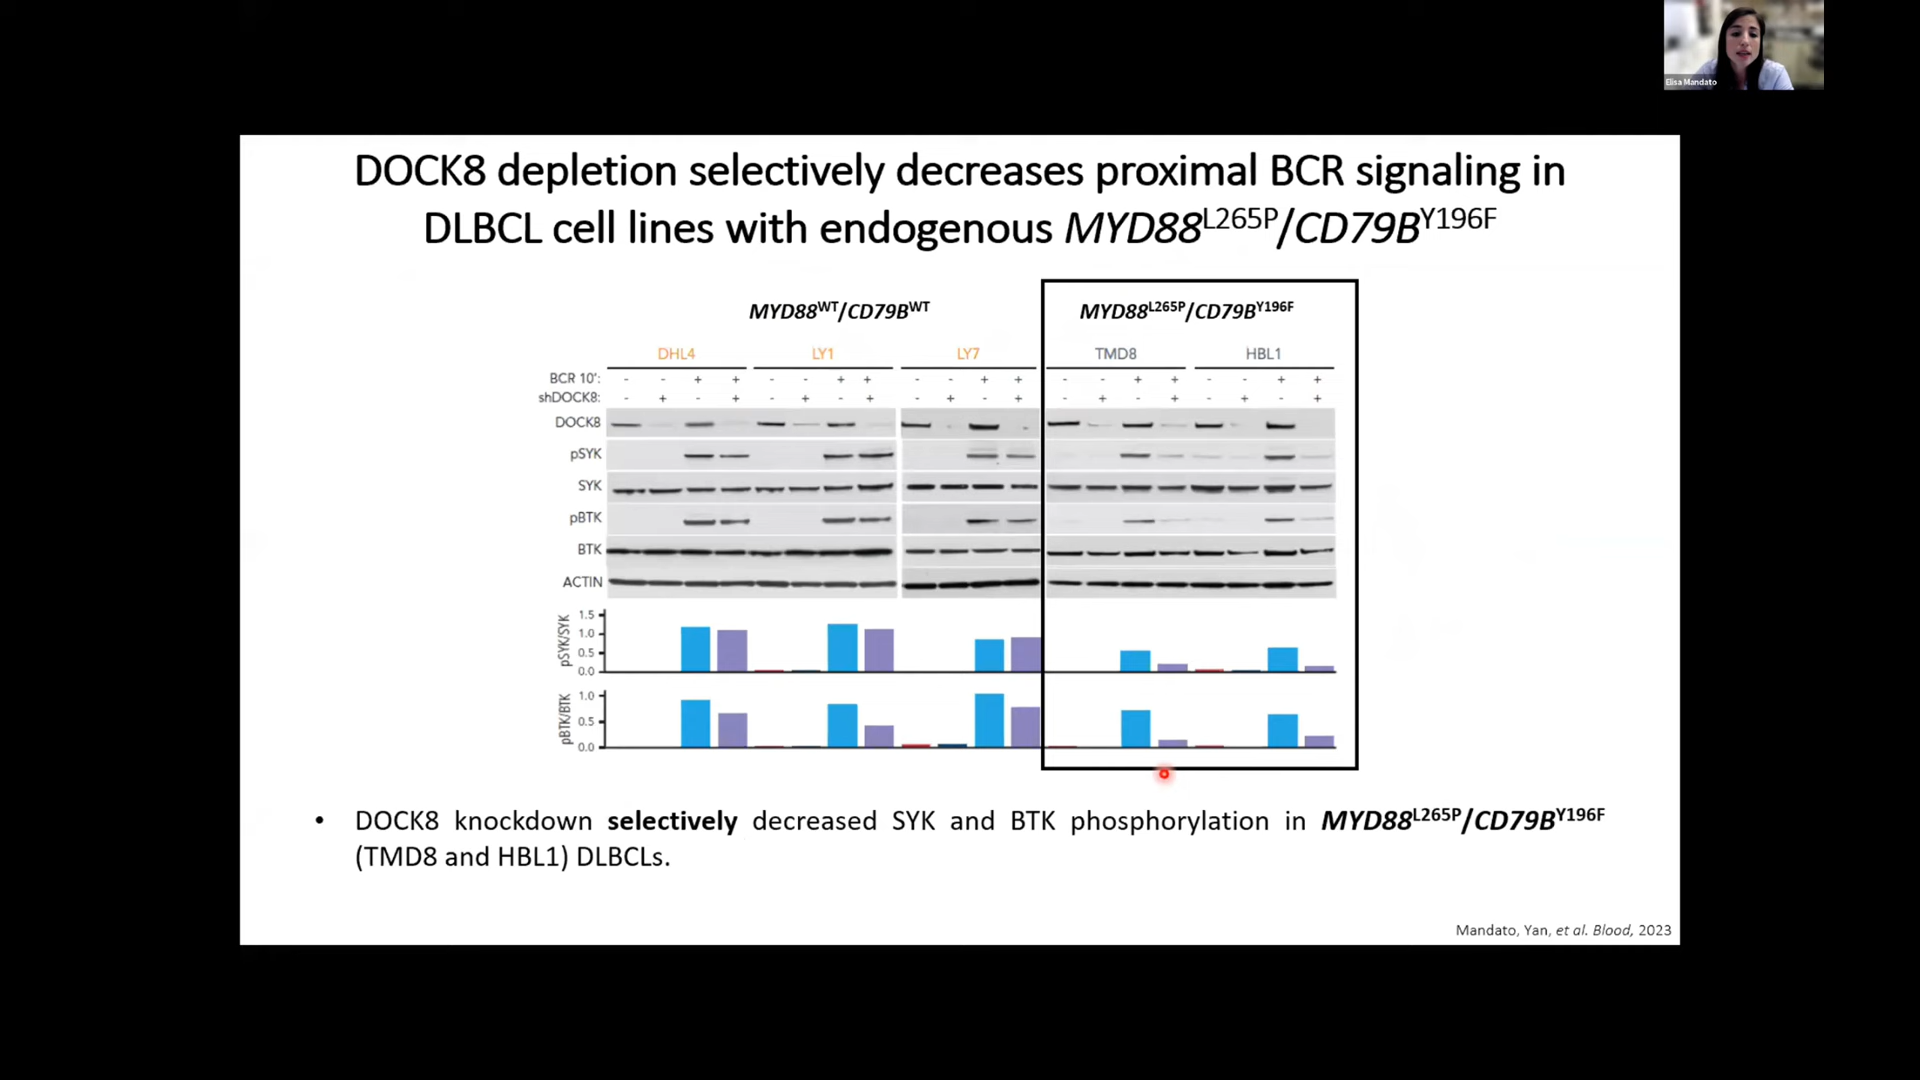 Elisa Mandato
DOCK8 depletion selectively decreases proximal BCR signaling in
DLBCL cell lines with endogenous MYD88L265P/CD79BY196F
MYD88WT/CD79BWT MYD88L265P/CD79BY196F
DHL4 LY1 LY7 TMD8 HBL1
BCR 10': - - + + - - + + - - + + - - + + - - + +
shDOCK8: - + - + - + - + - + - + - + - + - + - +
DOCK8
pSYK
SYK
pBTK
BTK
ACTIN
pSYK/SYK
1.5
1.0
0.5
0.0
pBTK/BTK
1.0
0.5
0.0
• DOCK8 knockdown selectively decreased SYK and BTK phosphorylation in MYD88L265P/CD79BY196F
(TMD8 and HBL1) DLBCLs.
Mandato, Yan, et al. Blood, 2023